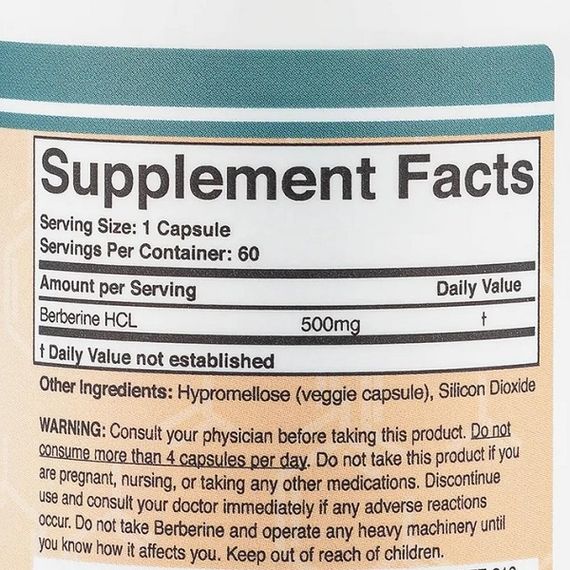 Supplement Facts
Serving Size: 1 Capsule
Servings Per Container: 60
Amount per Serving Daily Value
Berberine HCL 500mg †
† Daily Value not established
Other Ingredients: Hypromellose (veggie capsule), Silicon Dioxide
WARNING: Consult your physician before taking this product. Do not
consume more than 4 capsules per day. Do not take this product if you
are pregnant, nursing, or taking any other medications. Discontinue
use and consult your doctor immediately if any adverse reactions
occur. Do not take Berberine and operate any heavy machinery until
you know how it affects you. Keep out of reach of children.